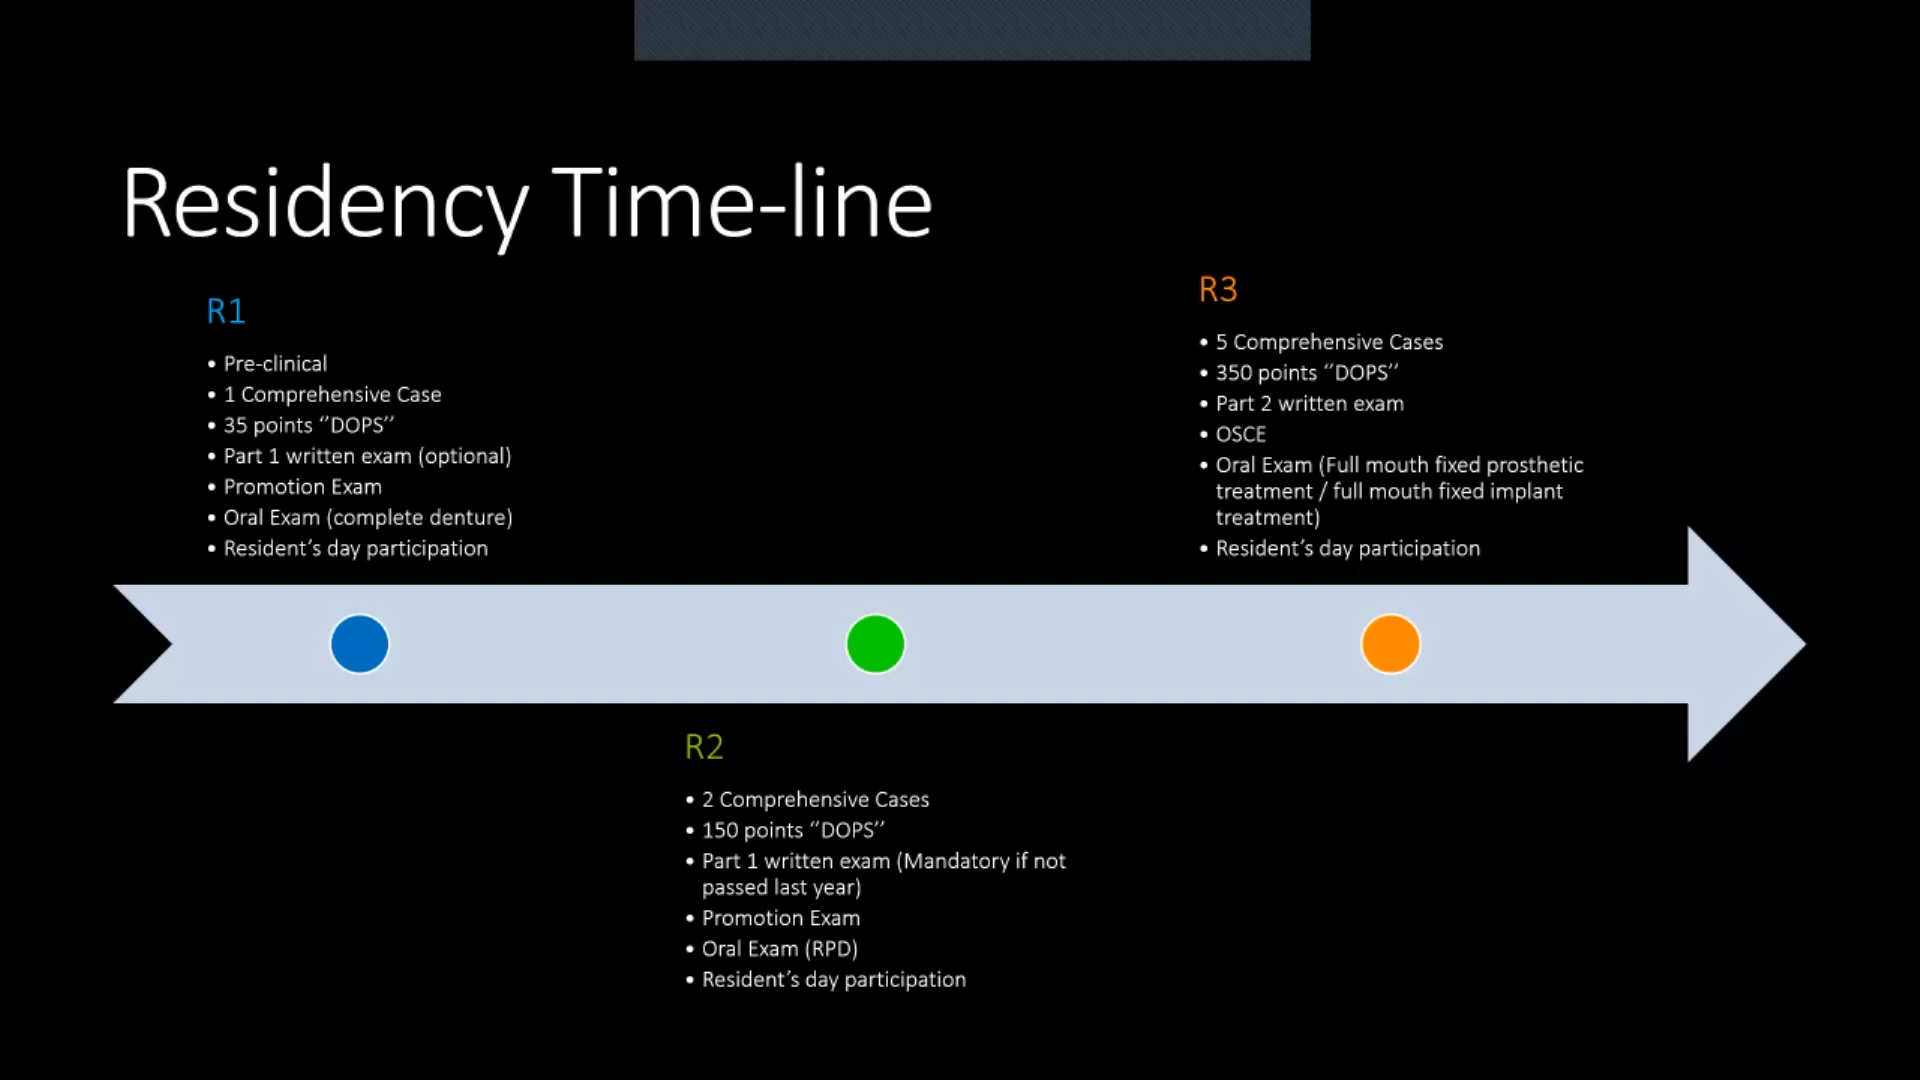 Residency Time-line
R1
• Pre-clinical
• 1 Comprehensive Case
• 35 points ‘’DOPS’’
• Part 1 written exam (optional)
• Promotion Exam
• Oral Exam (complete denture)
• Resident’s day participation
R2
• 2 Comprehensive Cases
• 150 points ‘’DOPS’’
• Part 1 written exam (Mandatory if not
passed last year)
• Promotion Exam
• Oral Exam (RPD)
• Resident’s day participation
R3
• 5 Comprehensive Cases
• 350 points ‘’DOPS’’
• Part 2 written exam
• OSCE
• Oral Exam (Full mouth fixed prosthetic
treatment / full mouth fixed implant
treatment)
• Resident’s day participation